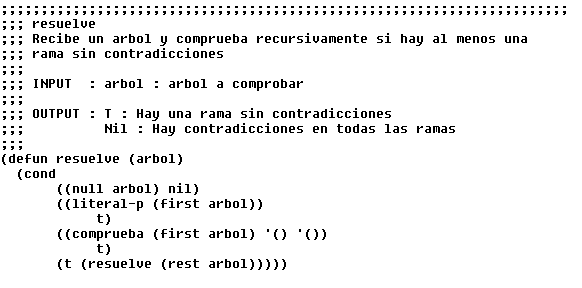 ;;;;;;;;;;;;;;;;;;;;;;;;;;;;;;;;;;;;;;;;;;;;;;;;;;;;;;;;;;;;;;;;;;;;;;;
;;; resuelve
;;; Recibe un arbol y comprueba recursivamente si hay al menos una
;;; rama sin contradicciones
;;;
;;; INPUT  : arbol : arbol a comprobar
;;;
;;; OUTPUT : T : Hay una rama sin contradicciones
;;;          Nil : Hay contradicciones en todas las ramas
;;;
(defun resuelve (arbol)
  (cond
       ((null arbol) nil)
       ((literal-p (first arbol))
            t)
       ((comprueba (first arbol) '() '())
            t)
       (t (resuelve (rest arbol)))))